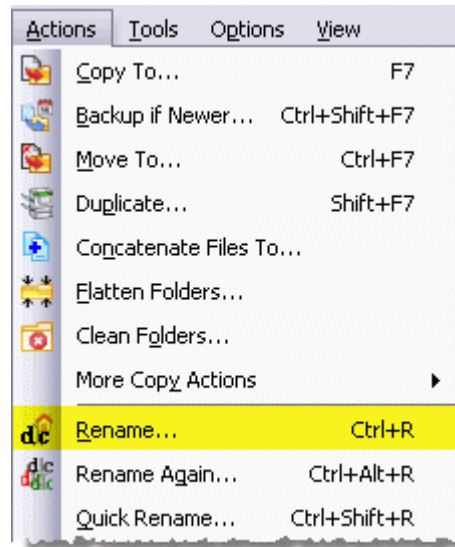 Actions Tools Options View
Copy To... F7
Backup if Newer... Ctrl+Shift+F7
Move To... Ctrl+F7
Duplicate... Shift+F7
Concatenate Files To...
Flatten Folders...
Clean Folders...
More Copy Actions
Rename... Ctrl+R
Rename Again... Ctrl+Alt+R
Quick Rename... Ctrl+Shift+R